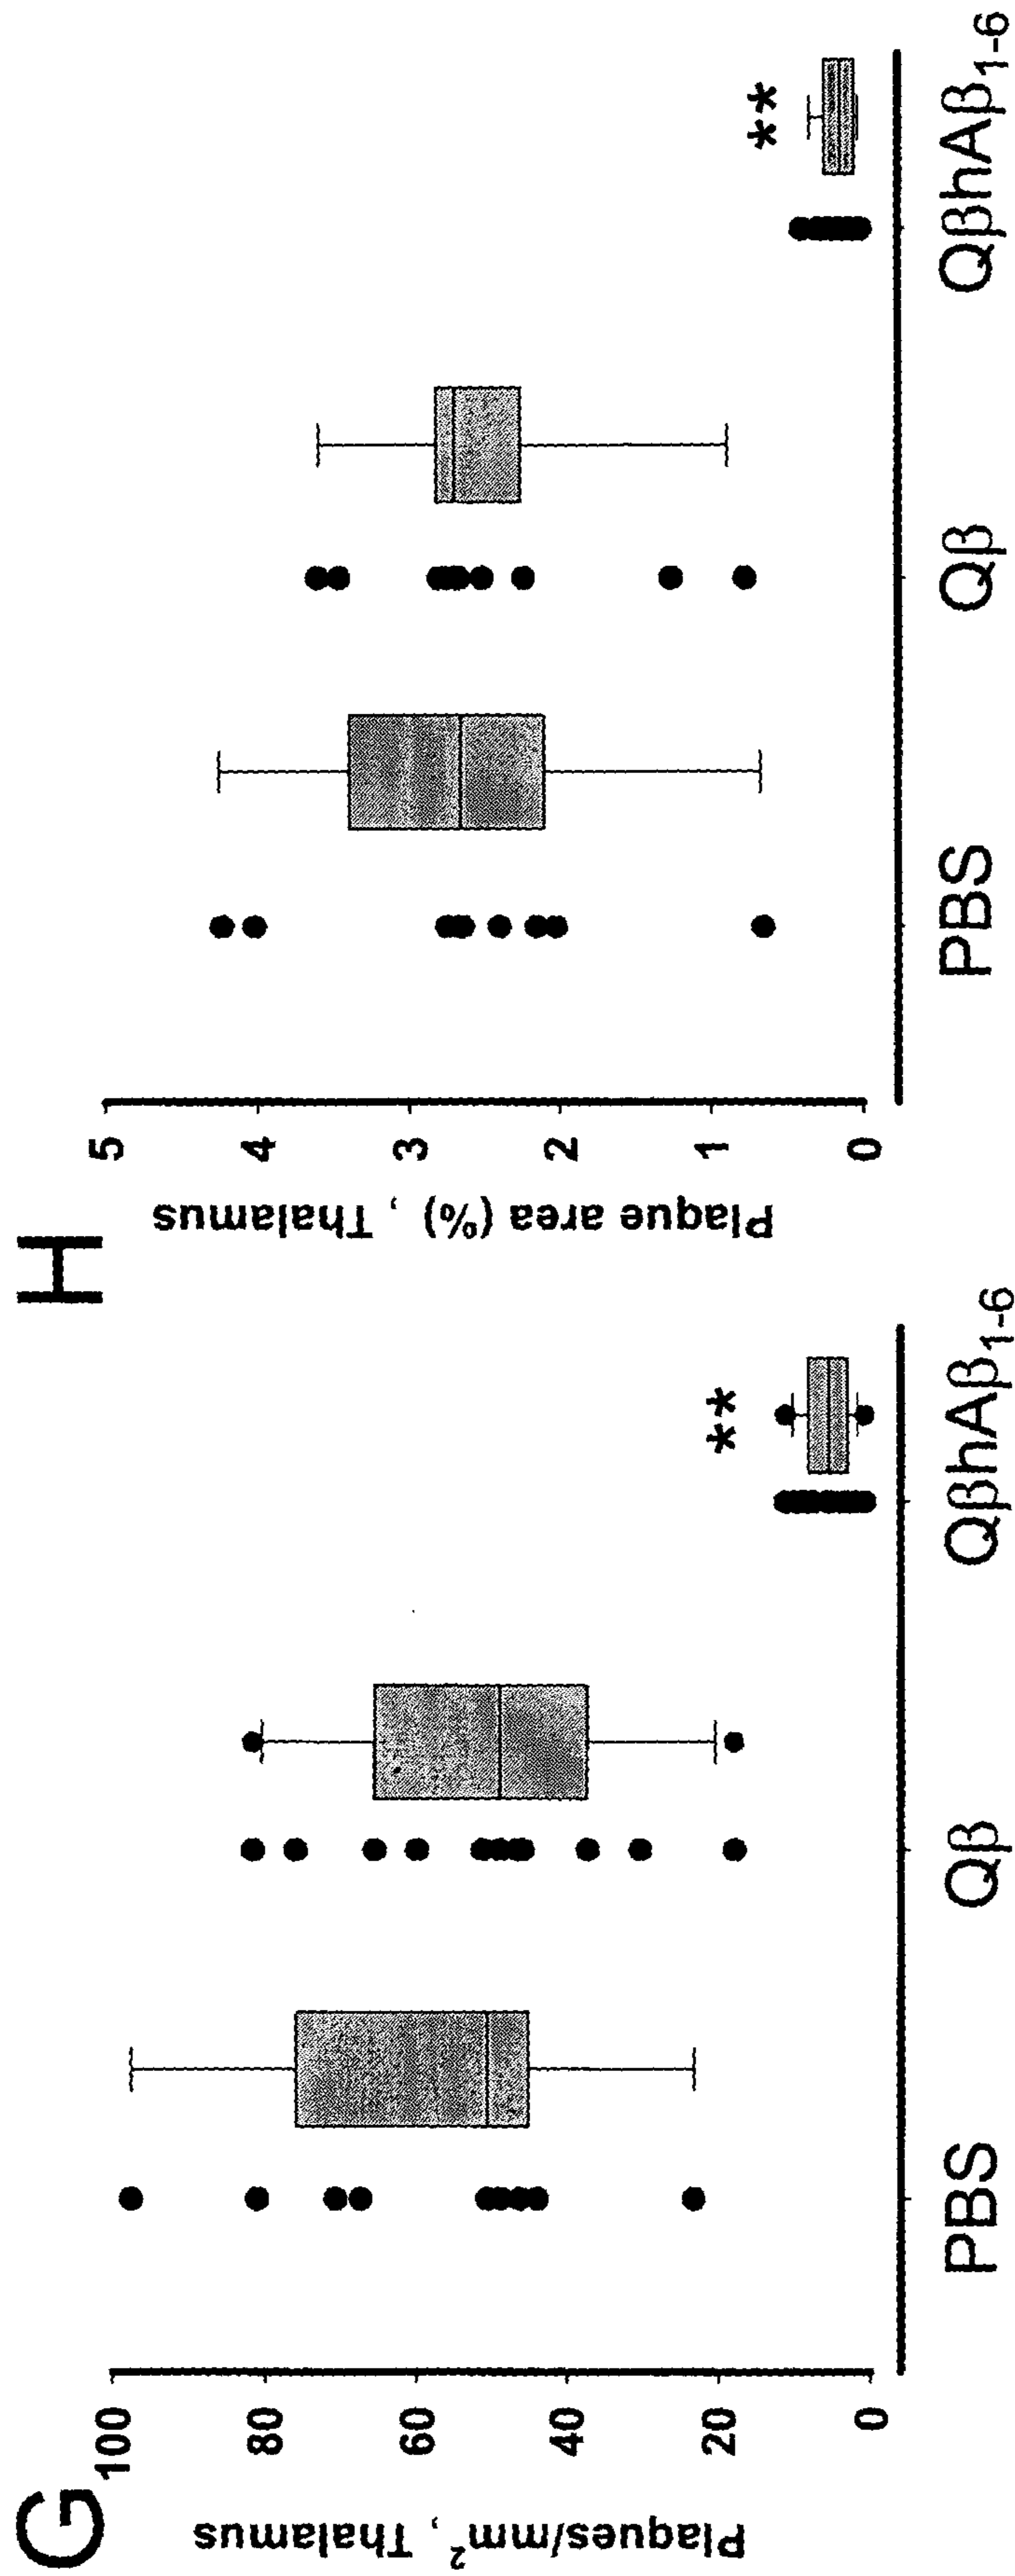 G
Plaques/mm², Thalamus
100
80
60
40
20
0
**
PBS
Qβ
QβhAβ₁₋₆
H
Plaque area (%) , Thalamus
5
4
3
2
1
0
**
PBS
Qβ
QβhAβ₁₋₆